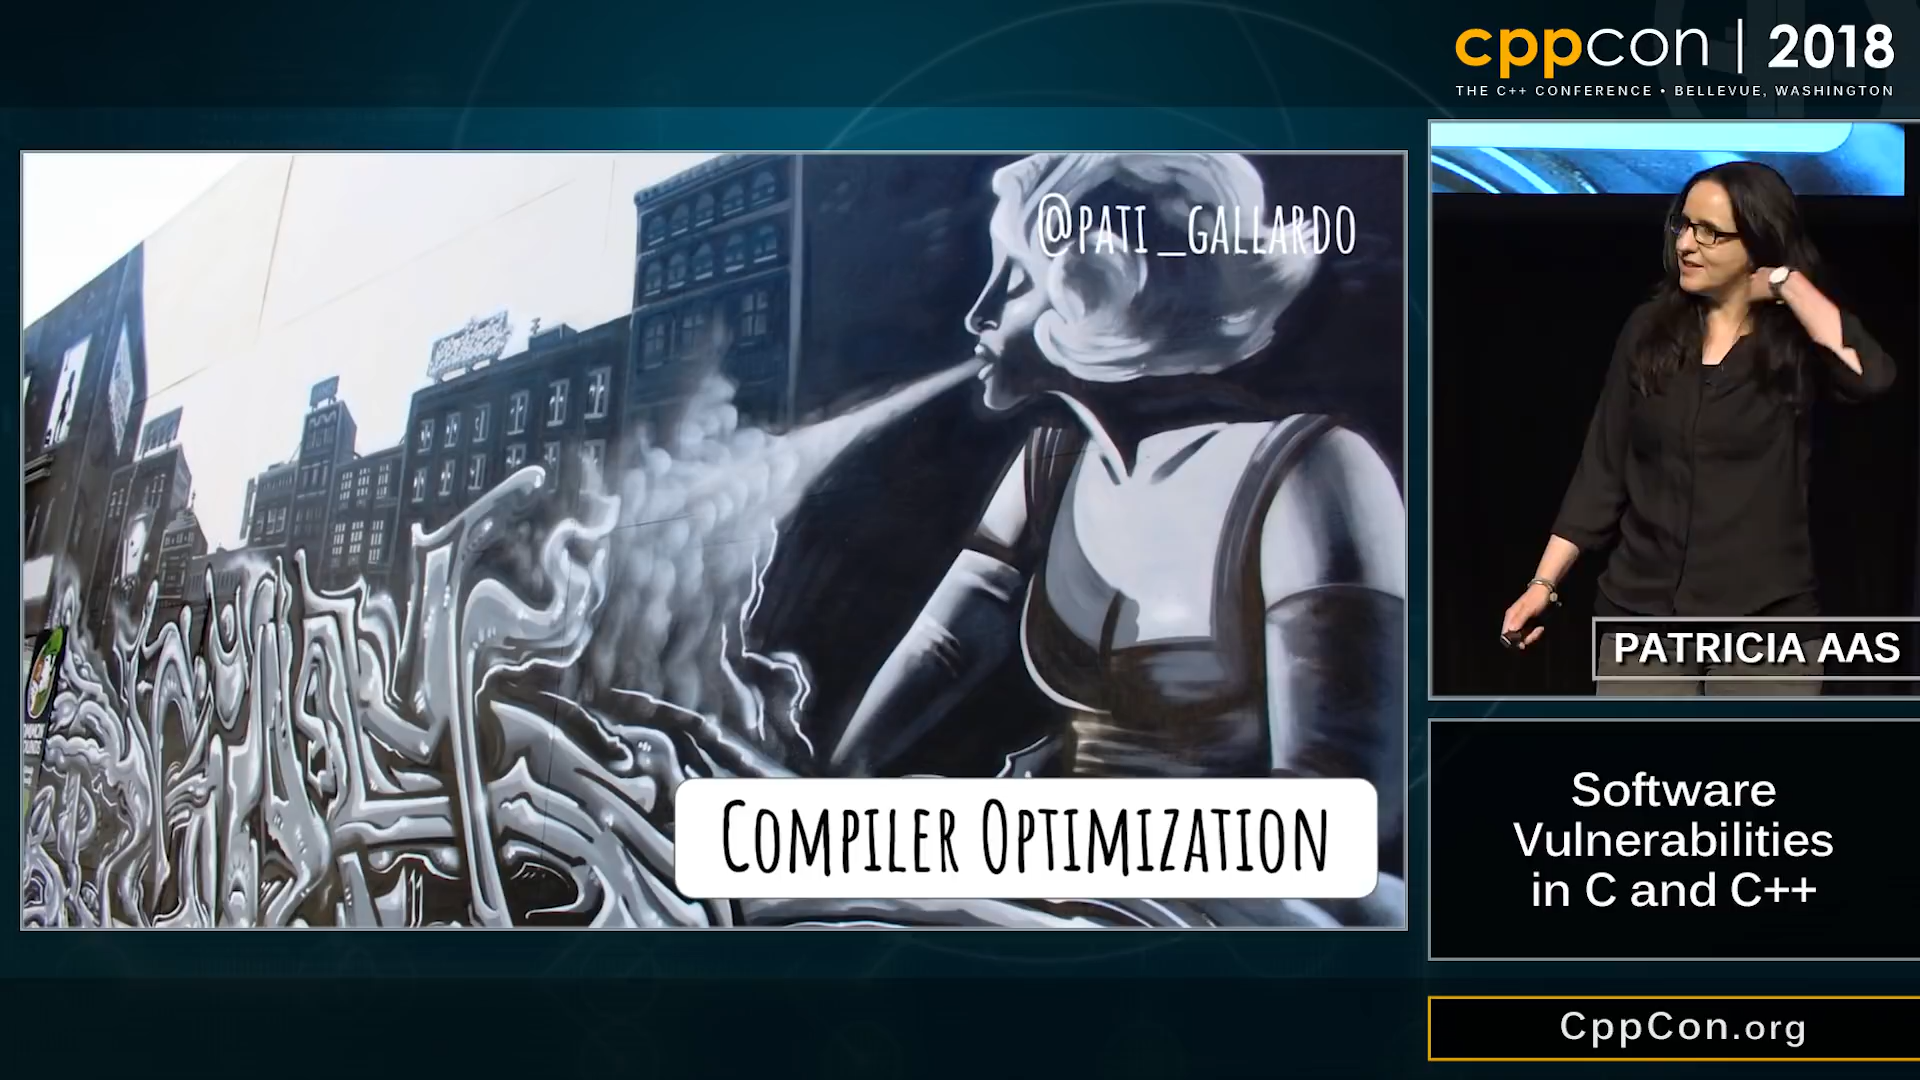 cppcon | 2018
THE C++ CONFERENCE • BELLEVUE, WASHINGTON
@PATI_GALLARDO
COMPILER OPTIMIZATION
PATRICIA AAS
Software
Vulnerabilities
in C and C++
CppCon.org